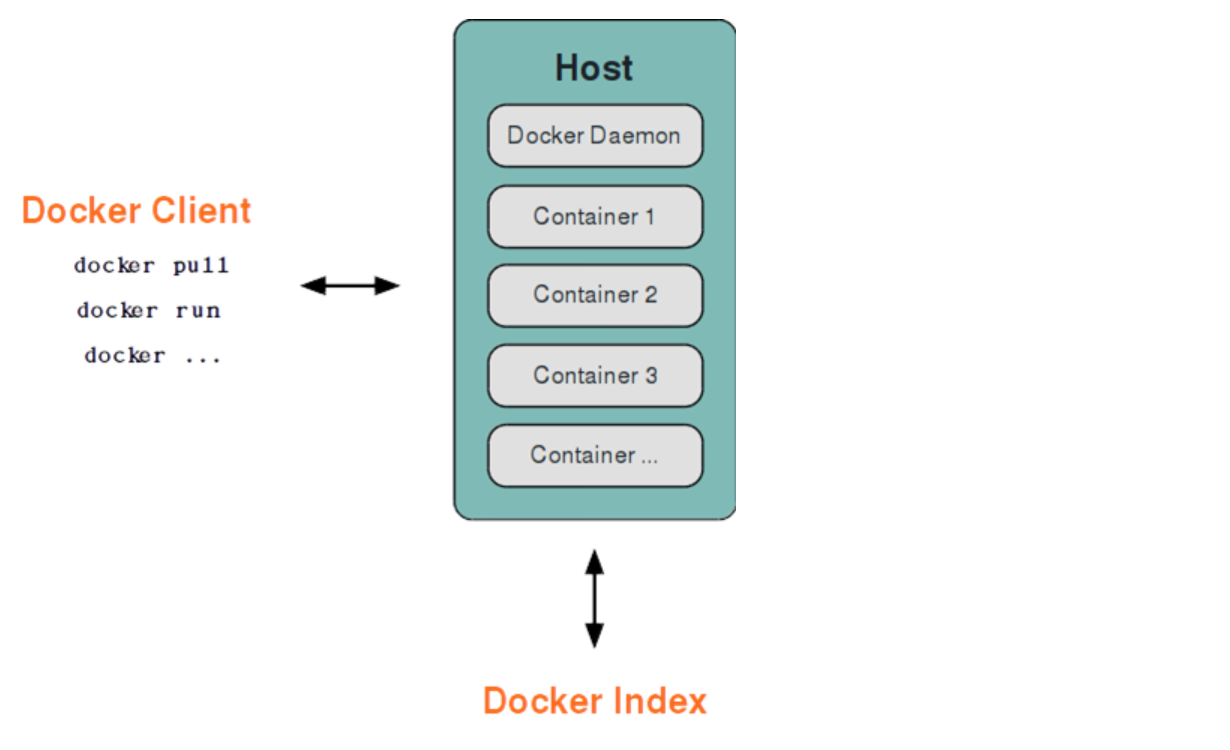 Host
Docker Daemon
Container 1
Container 2
Container 3
Container ...
Docker Client
docker pull
docker run
docker ...
Docker Index